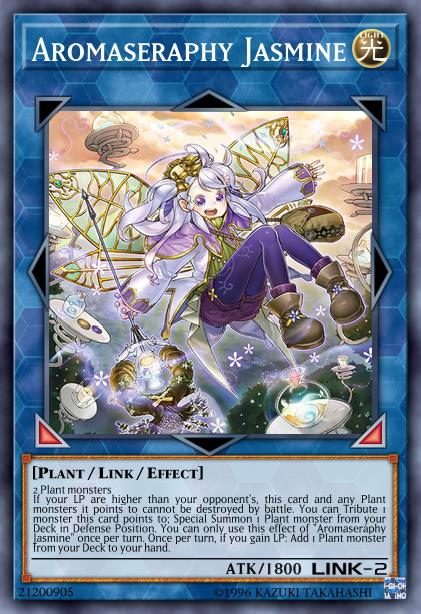 AROMASERAPHY JASMINE
LIGHT
光
[PLANT / LINK / EFFECT]
2 Plant monsters
If your LP are higher than your opponent's, this card and any Plant
monsters it points to cannot be destroyed by battle. You can Tribute 1
monster this card points to; Special Summon 1 Plant monster from your
Deck in Defense Position. You can only use this effect of "Aromaseraphy
Jasmine" once per turn. Once per turn, if you gain LP: Add 1 Plant monster
from your Deck to your hand.
ATK/1800 LINK-2
21200905
©1996 KAZUKI TAKAHASHI